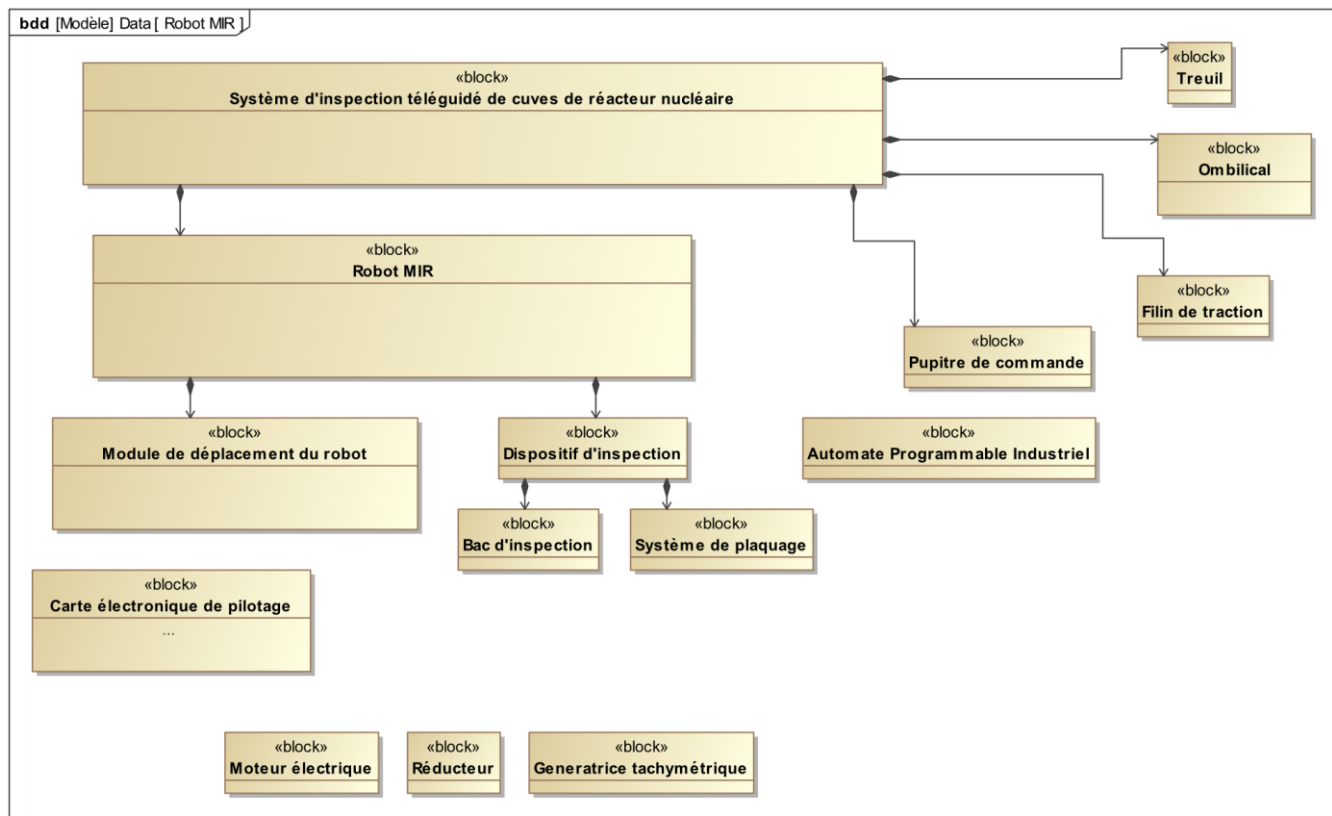 bdd [Modèle] Data [ Robot MIR ]
«block»
Système d'inspection téléguidé de cuves de réacteur nucléaire
«block»
Treuil
«block»
Ombilical
«block»
Robot MIR
«block»
Filin de traction
«block»
Pupitre de commande
«block»
Module de déplacement du robot
«block»
Dispositif d'inspection
«block»
Automate Programmable Industriel
«block»
Bac d'inspection
«block»
Système de plaquage
«block»
Carte électronique de pilotage
...
«block»
Moteur électrique
«block»
Réducteur
«block»
Generatrice tachymétrique